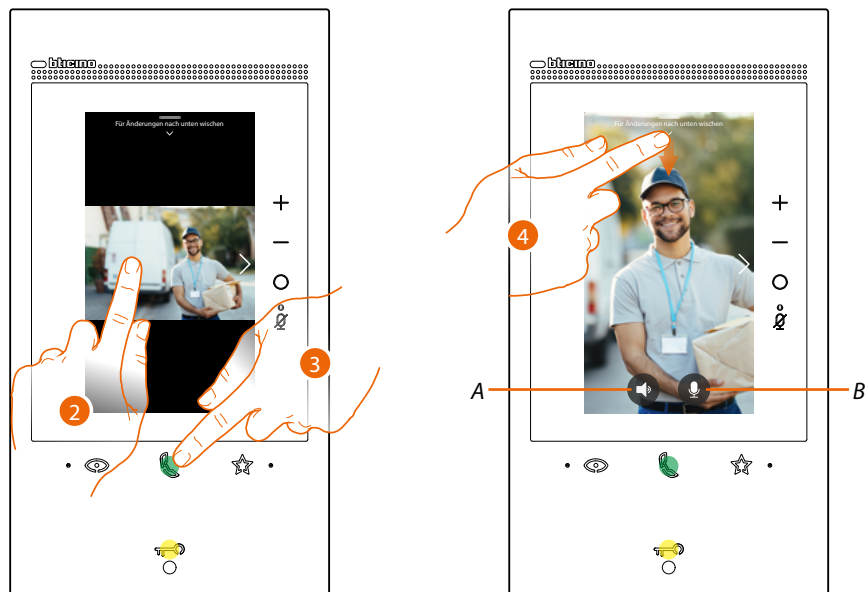 bticino
Für Änderungen nach unten wischen
2
3
bticino
Für Änderungen nach unten wischen
4
A
B